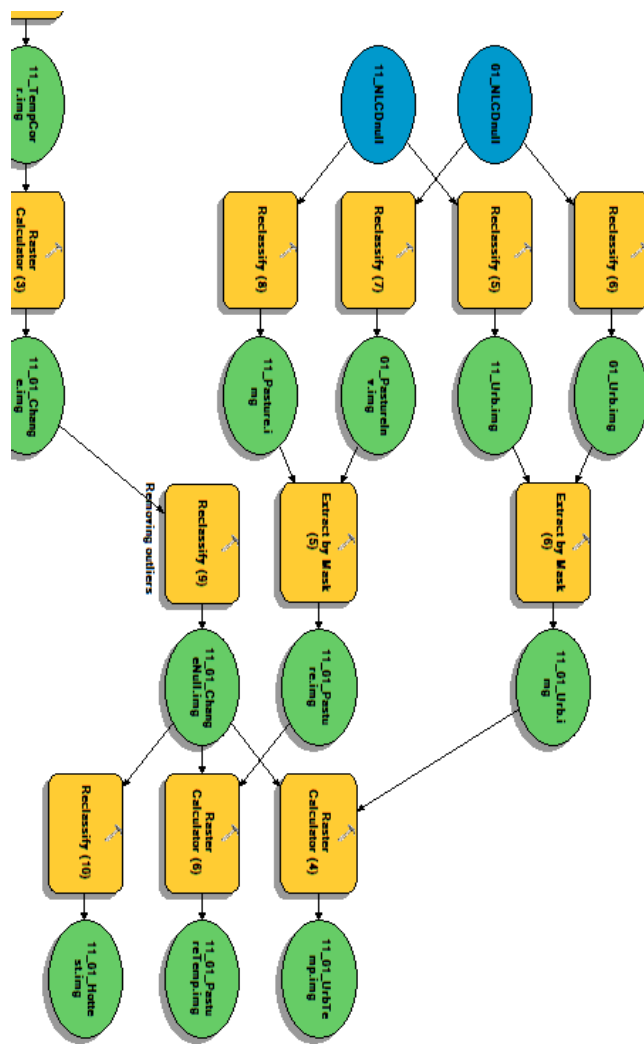 11_TempCor
r.img
11_NLCDnull
01_NLCDnull
Raster
Calculator (3)
Reclassify (8)
Reclassify (7)
Reclassify (5)
Reclassify (6)
11_01_Chang
e.img
11_Pasture.i
mg
01_PastureIn
v.img
11_Urb.img
01_Urb.img
Removing outliers
Reclassify (9)
Extract by Mask
(5)
Extract by Mask
(6)
11_01_Chang
eNull.img
11_01_Pastu
re.img
11_01_Urb.i
mg
Reclassify (10)
Raster
Calculator (6)
Raster
Calculator (4)
11_01_Hotte
st.img
11_01_Pastu
reTemp.img
11_01_UrbTe
mp.img